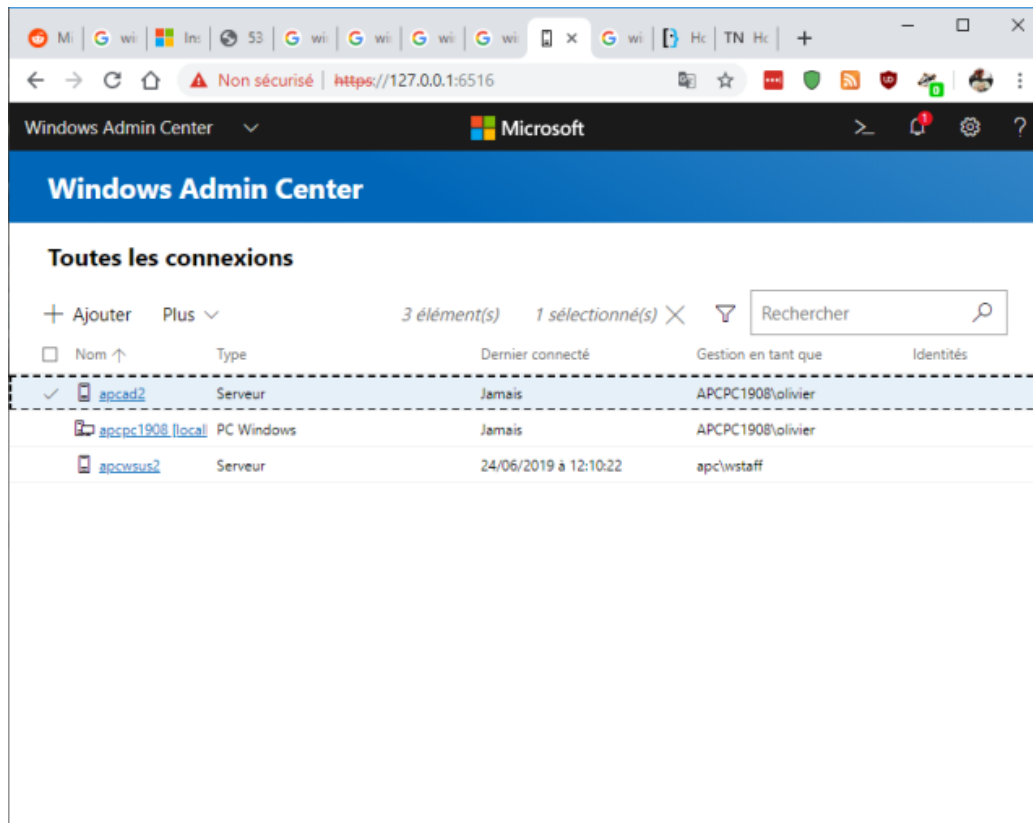 Mi wi Ins 53 wi wi wi wi wi Hc TN Hc
Non sécurisé https://127.0.0.1:6516 0
Windows Admin Center Microsoft 1
Windows Admin Center
Toutes les connexions
Ajouter Plus 3 élément(s) 1 sélectionné(s) Rechercher
Nom Type Dernier connecté Gestion en tant que Identités
apcad2 Serveur Jamais APCPC1908\olivier
apcpc1908 [local PC Windows Jamais APCPC1908\olivier
apcwsus2 Serveur 24/06/2019 à 12:10:22 apc\wstaff